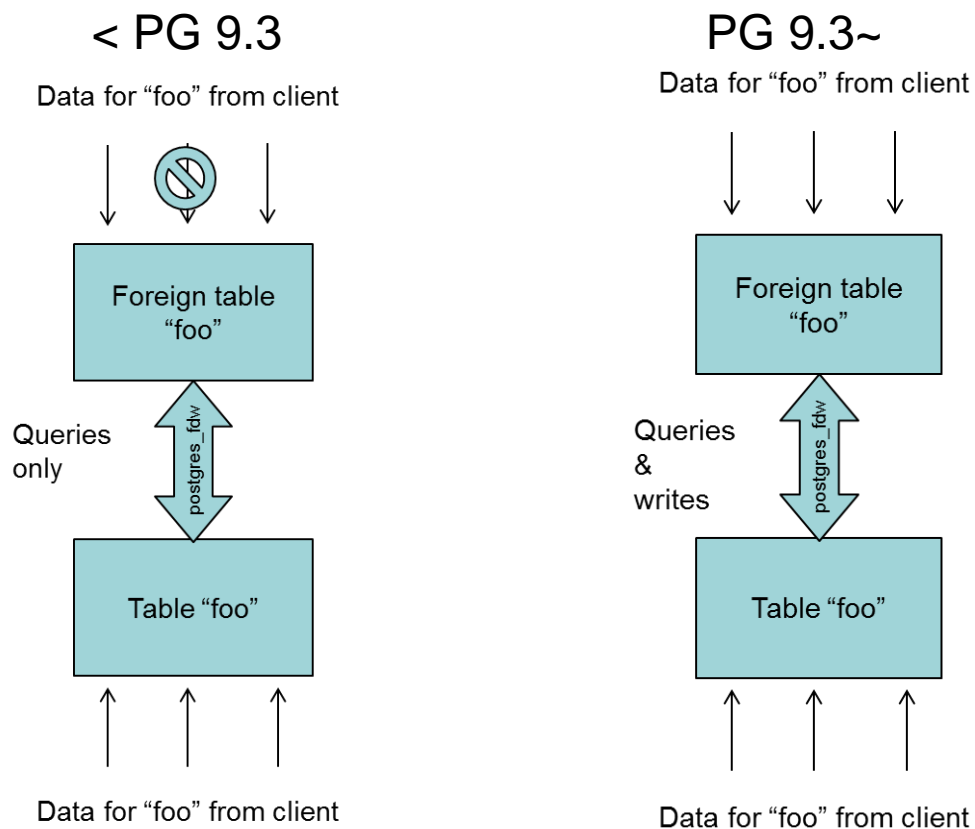 < PG 9.3
Data for “foo” from client
Foreign table
“foo”
Queries
only
postgres_fdw
Table “foo”
Data for “foo” from client
PG 9.3~
Data for “foo” from client
Foreign table
“foo”
Queries
&
writes
postgres_fdw
Table “foo”
Data for “foo” from client